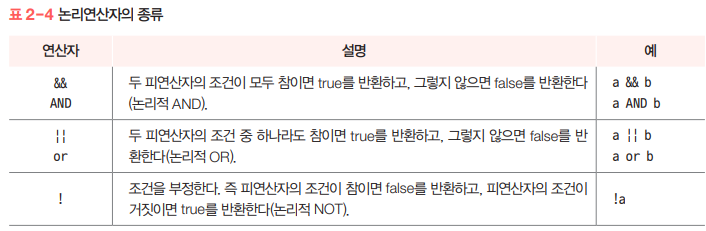 표 2-4 논리연산자의 종류
연산자 설명 예
&& 두 피연산자의 조건이 모두 참이면 true를 반환하고, 그렇지 않으면 false를 반환한다 a && b
AND (논리적 AND). a AND b
¦¦ 두 피연산자의 조건 중 하나라도 참이면 true를 반환하고, 그렇지 않으면 false를 반 a ¦¦ b
or 환한다(논리적 OR). a or b
! 조건을 부정한다. 즉 피연산자의 조건이 참이면 false를 반환하고, 피연산자의 조건이 !a
거짓이면 true를 반환한다(논리적 NOT).